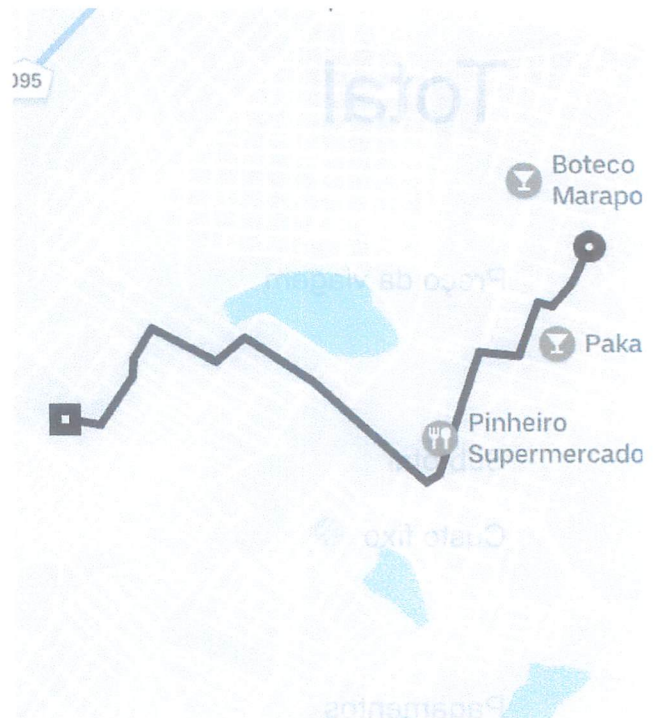 095
Total
Boteco
Marapo
Preço da viagem
Paka
Pinheiro
Supermercado
Custo fixo
Pagamentos